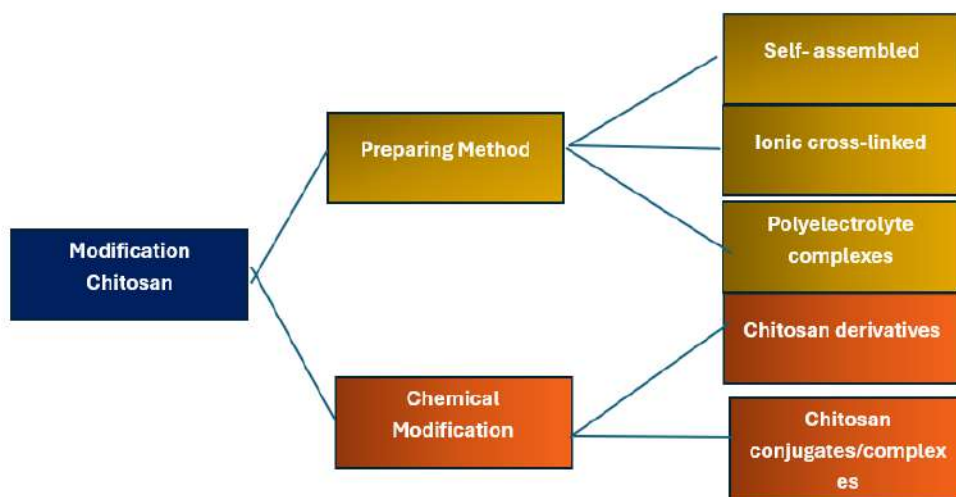 Self- assembled
Preparing Method
Ionic cross-linked
Polyelectrolyte
complexes
Modification
Chitosan
Chitosan derivatives
Chemical
Modification
Chitosan
conjugates/complex
es